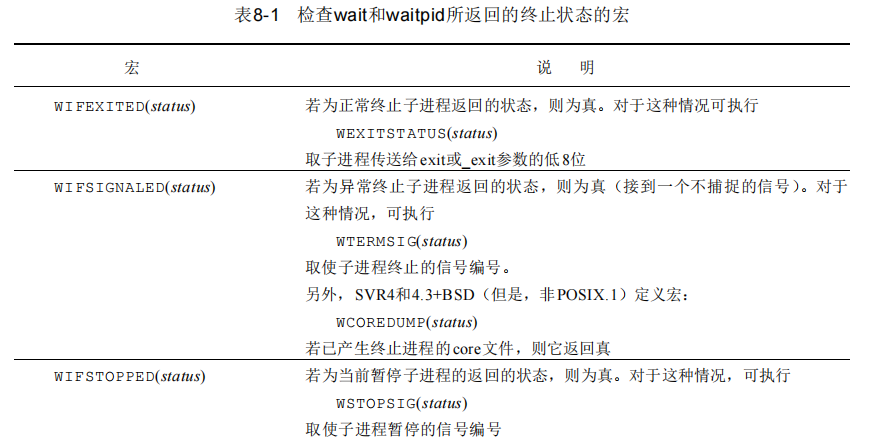 表8-1 检查wait和waitpid所返回的终止状态的宏
宏 说 明
WIFEXITED(status) 若为正常终止子进程返回的状态，则为真。对于这种情况可执行
WEXITSTATUS(status)
取子进程传送给exit或_exit参数的低8位
WIFSIGNALED(status) 若为异常终止子进程返回的状态，则为真（接到一个不捕捉的信号）。对于
这种情况，可执行
WTERMSIG(status)
取使子进程终止的信号编号。
另外，SVR4和4.3+BSD（但是，非POSIX.1）定义宏：
WCOREDUMP(status)
若已产生终止进程的core文件，则它返回真
WIFSTOPPED(status) 若为当前暂停子进程的返回的状态，则为真。对于这种情况，可执行
WSTOPSIG(status)
取使子进程暂停的信号编号